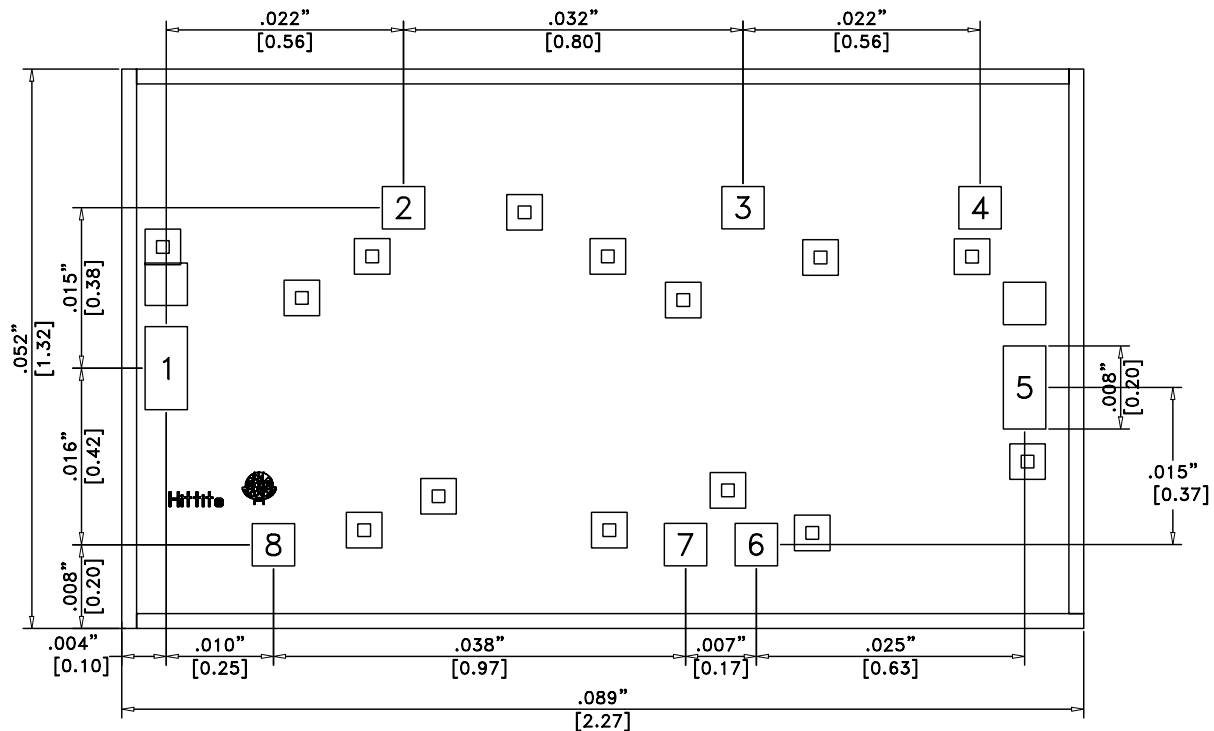 .022” .032” .022”
[0.56] [0.80] [0.56]
2 3 4
.015”
[0.38]
.052”
[1.32]
1
5
.008”
[0.20]
.016”
[0.42]
.015”
[0.37]
Hittite
8 7 6
.008”
[0.20]
.004” .010” .038” .007” .025”
[0.10] [0.25] [0.97] [0.17] [0.63]
.089”
[2.27]